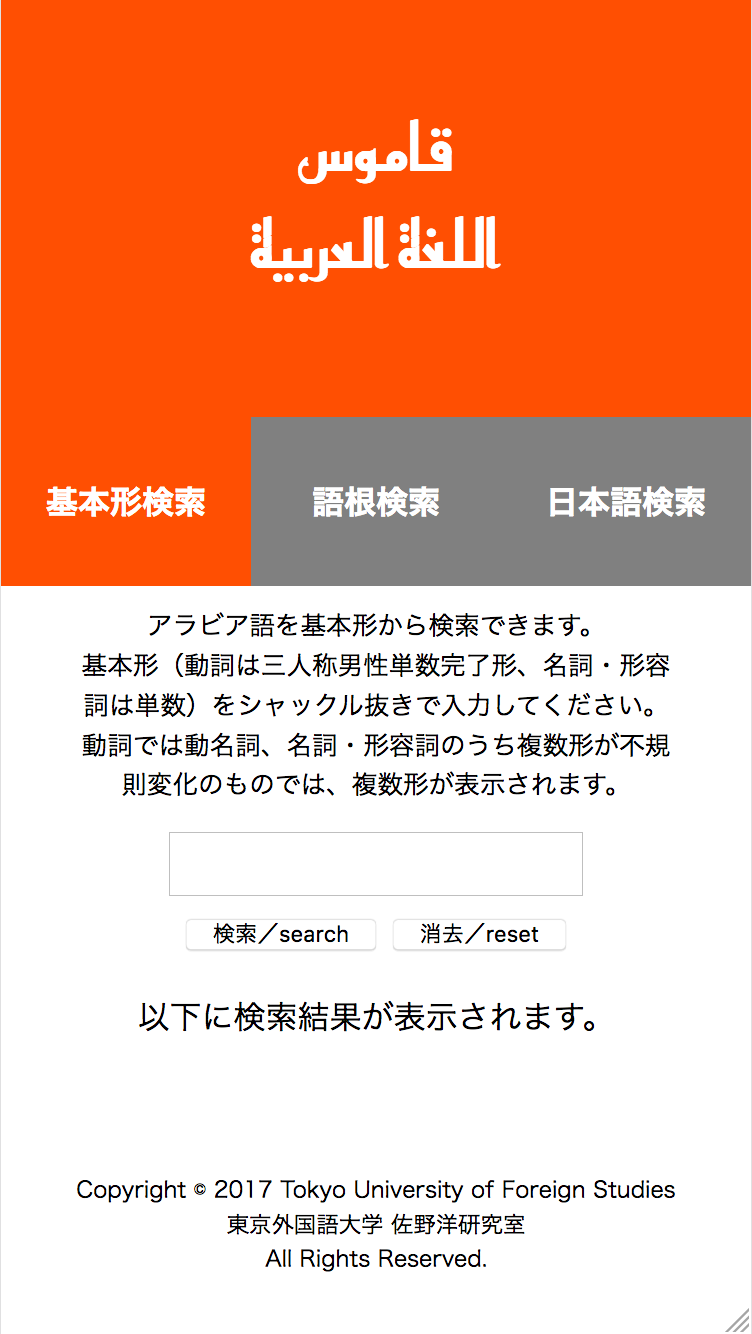 قاموس
اللغة العربية
基本形検索
語根検索
日本語検索
アラビア語を基本形から検索できます。
基本形（動詞は三人称男性単数完了形、名詞・形容
詞は単数）をシャックル抜きで入力してください。
動詞では動名詞、名詞・形容詞のうち複数形が不規
則変化のものでは、複数形が表示されます。
検索／search
消去／reset
以下に検索結果が表示されます。
Copyright © 2017 Tokyo University of Foreign Studies
東京外国語大学 佐野洋研究室
All Rights Reserved.